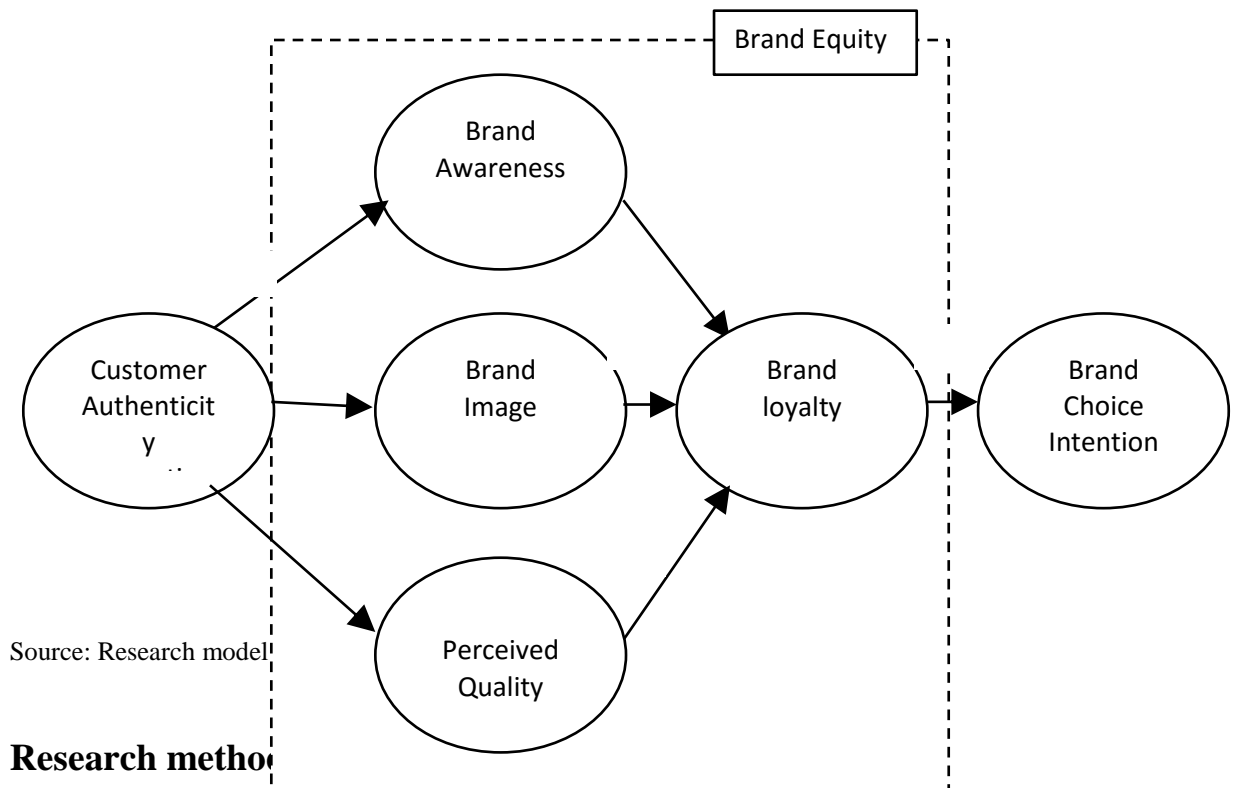 Brand Equity
Brand
Awareness
Customer
Authenticit
y
Brand
Image
Brand
loyalty
Brand
Choice
Intention
Perceived
Quality
Source: Research model
Research metho